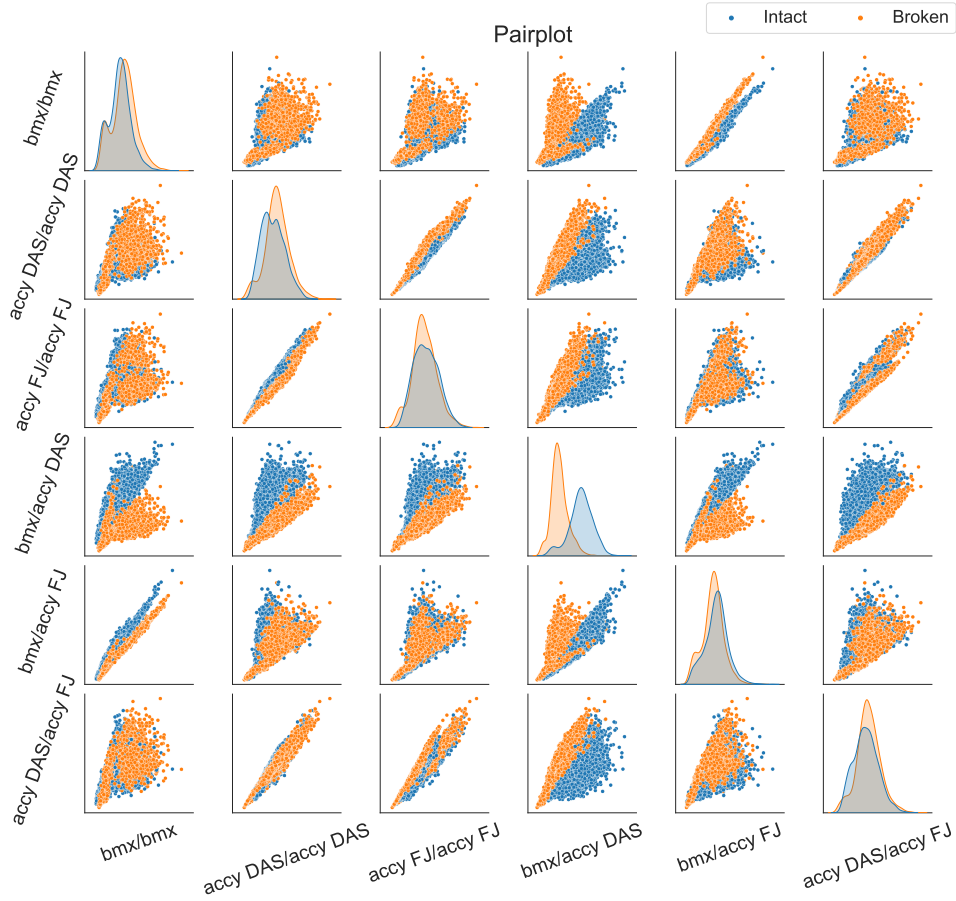 Intact Broken
Pairplot
bmx/bmx
accy DAS/accy DAS
accy FJ/accy FJ
bmx/accy DAS
bmx/accy FJ
accy DAS/accy FJ
bmx/bmx
accy DAS/accy DAS
accy FJ/accy FJ
bmx/accy DAS
bmx/accy FJ
accy DAS/accy FJ